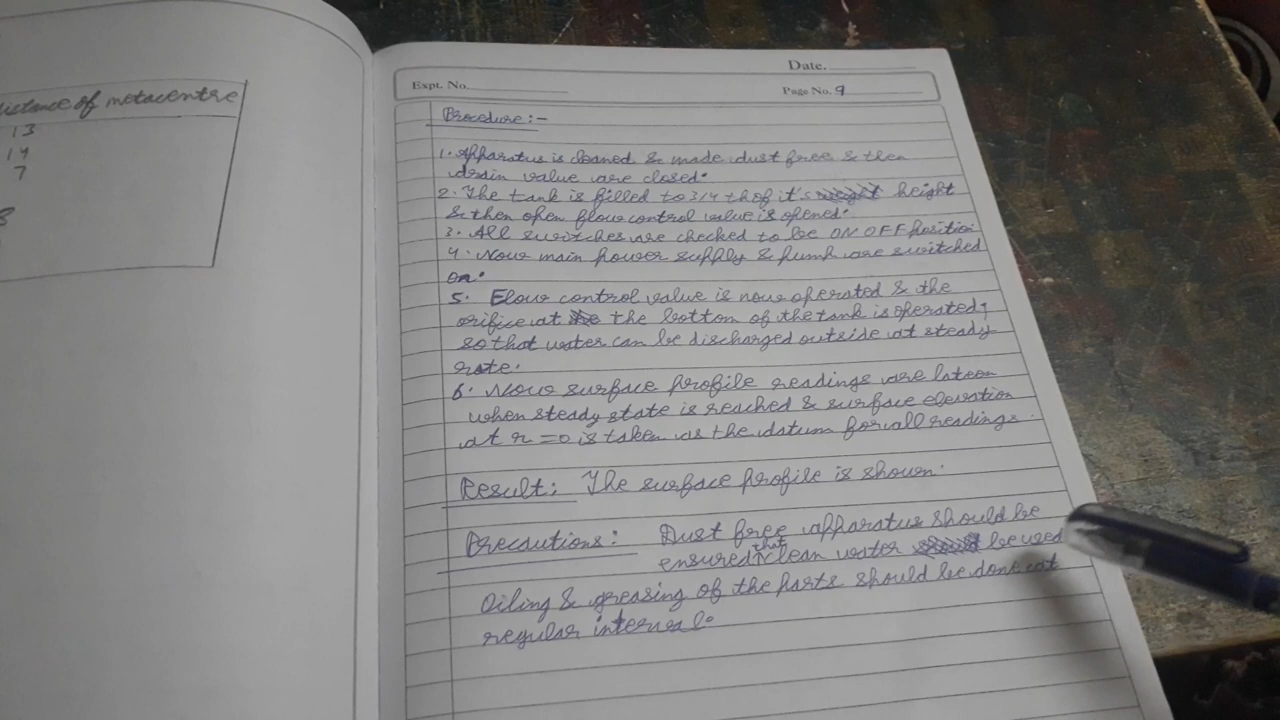 istance of metacentre
13
14
7
8
Date.
Expt. No.
Page No. 9
Procedure:-
1. Apparatus is cleaned & made dust free & then
drain value are closed.
2. The tank is filled to 3/4 th of it's height
& then open flow control value is opened.
3. All switches are checked to be ON OFF Position
4. Now main power supply & pump are switched
on.
5. Flow control value is now operated & the
orifice at the bottom of the tank is operated,
so that water can be discharged outside at steady
rate.
6. Now surface profile readings are
when steady state is reached & surface elevation
at r = 0 is taken as the datum for all readings.
Result: The surface profile is shown.
Precautions: Dust free apparatus should be
ensured that clean water be used
Oiling & greasing of the parts should be done at
regular interval.